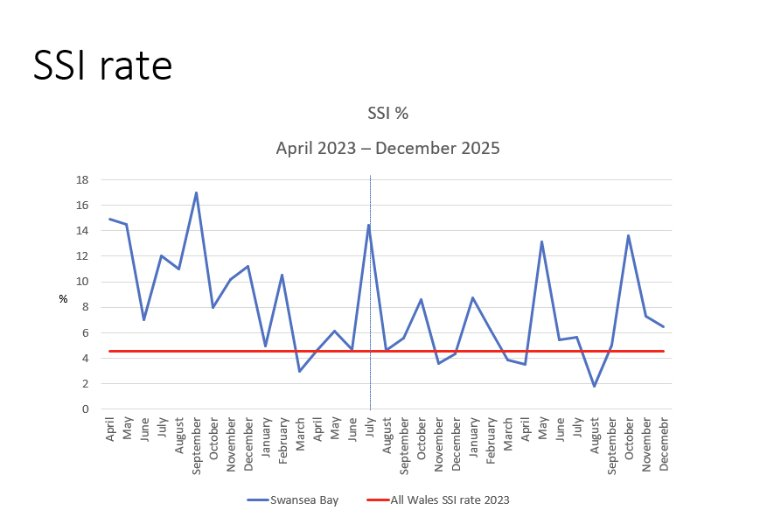 SSI rate
SSI %
April 2023 – December 2025
18
16
14
12
10
8
6
4
2
0
%
April
May
June
July
August
September
October
November
December
January
February
March
April
May
June
July
August
September
October
November
December
January
February
March
April
May
June
July
August
September
October
November
Decemebr
Swansea Bay
All Wales SSI rate 2023